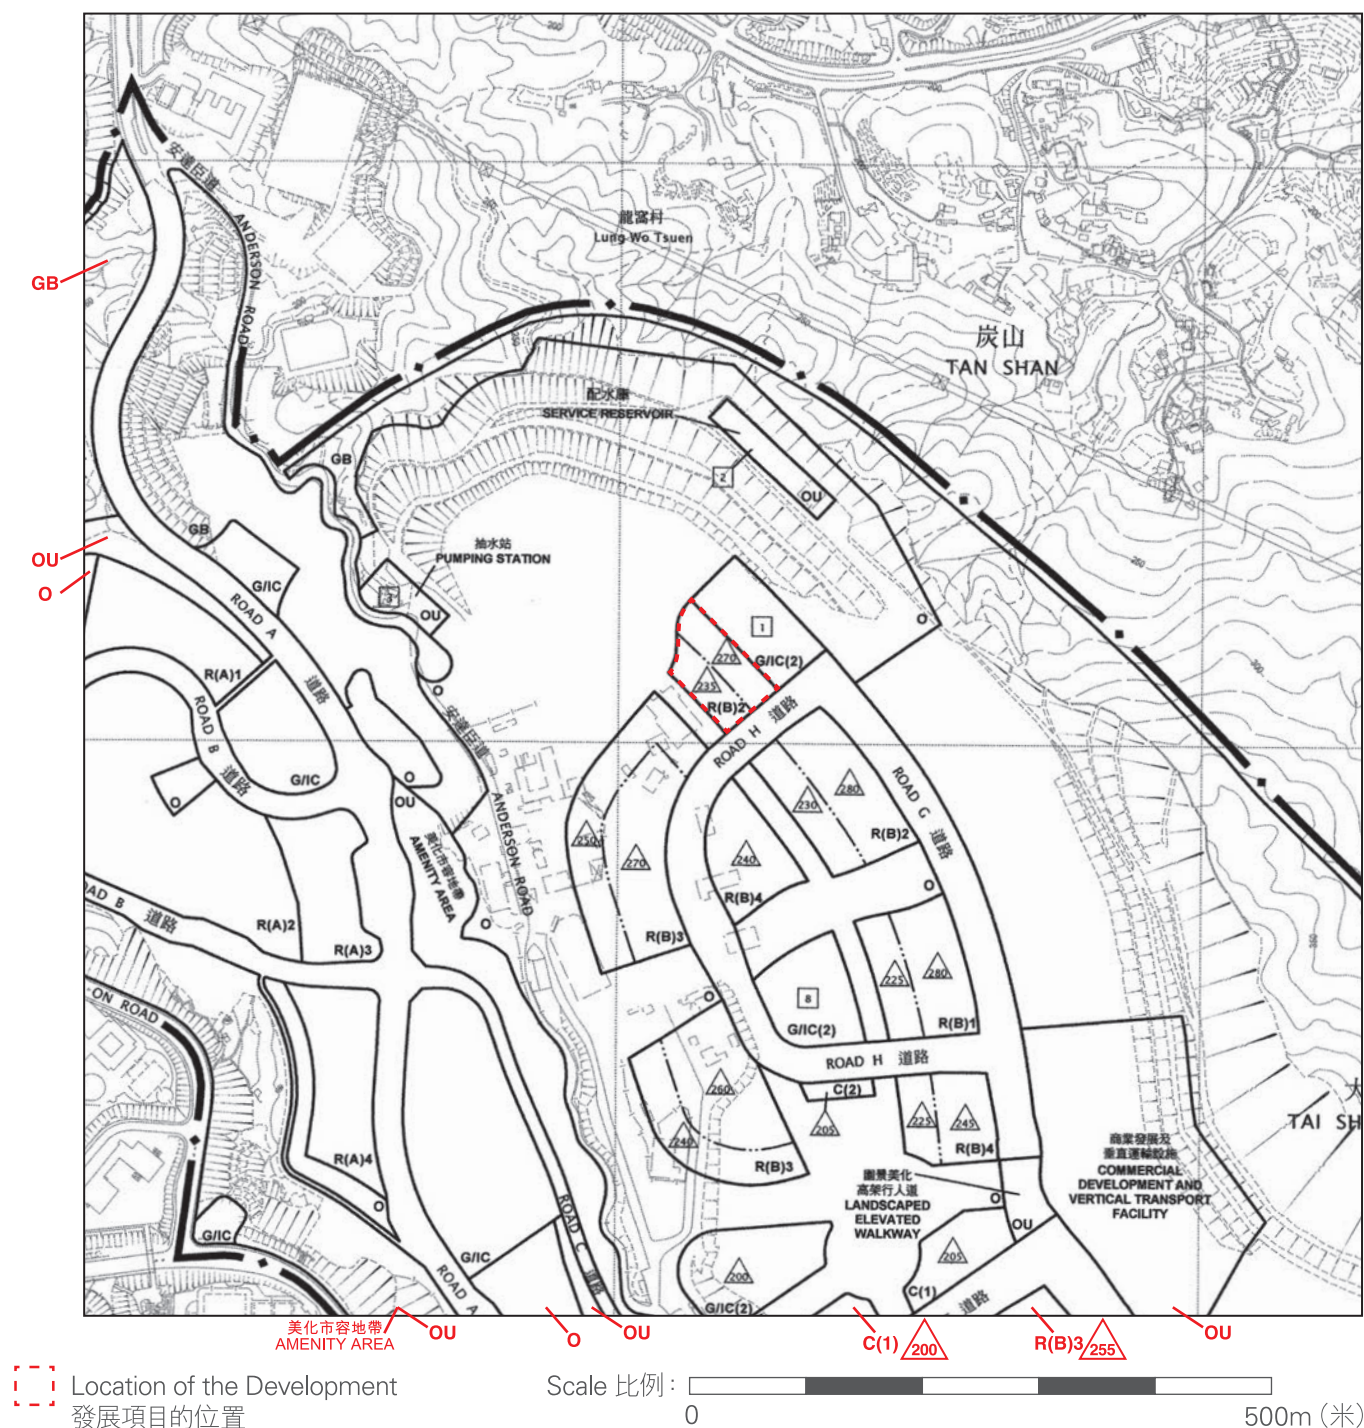 安達臣道
ANDERSON ROAD
龍窩村
Lung Wo Tsuen
GB
炭山
TAN SHAN
配水庫
SERVICE RESERVOIR
GB
2
OU
GB
抽水站
PUMPING STATION
3
OU
G/IC
OU
O
ROAD A
道路
1
O
270
G/IC(2)
235
R(B)2
R(A)1
O
ROAD B
道路
安達臣道
ANDERSON ROAD
ROAD H 道路
ROAD G 道路
G/IC
O
OU
O
280
230
R(B)2
250
270
240
美化市容地帶
AMENITY AREA
O
R(B)4
O
OAD B 道路
R(A)2
R(A)3
R(B)3
225
280
O
8
G/IC(2)
R(B)1
ON ROAD
ROAD H 道路
260
C(2)
205
225
245
R(B)4
240
R(B)3
TAI SH
商業發展及
垂直運輸設施
COMMERCIAL
DEVELOPMENT AND
VERTICAL TRANSPORT
FACILITY
R(A)4
園景美化
高架行人道
LANDSCAPED
ELEVATED
WALKWAY
O
OU
O
G/IC
G/IC
ROAD A
ROAD C 道路
200
G/IC(2)
205
C(1)
道路
美化市容地帶
AMENITY AREA
OU
O
OU
C(1) 200
R(B)3 255
OU
Location of the Development
發展項目的位置
Scale 比例：
0
500m (米)